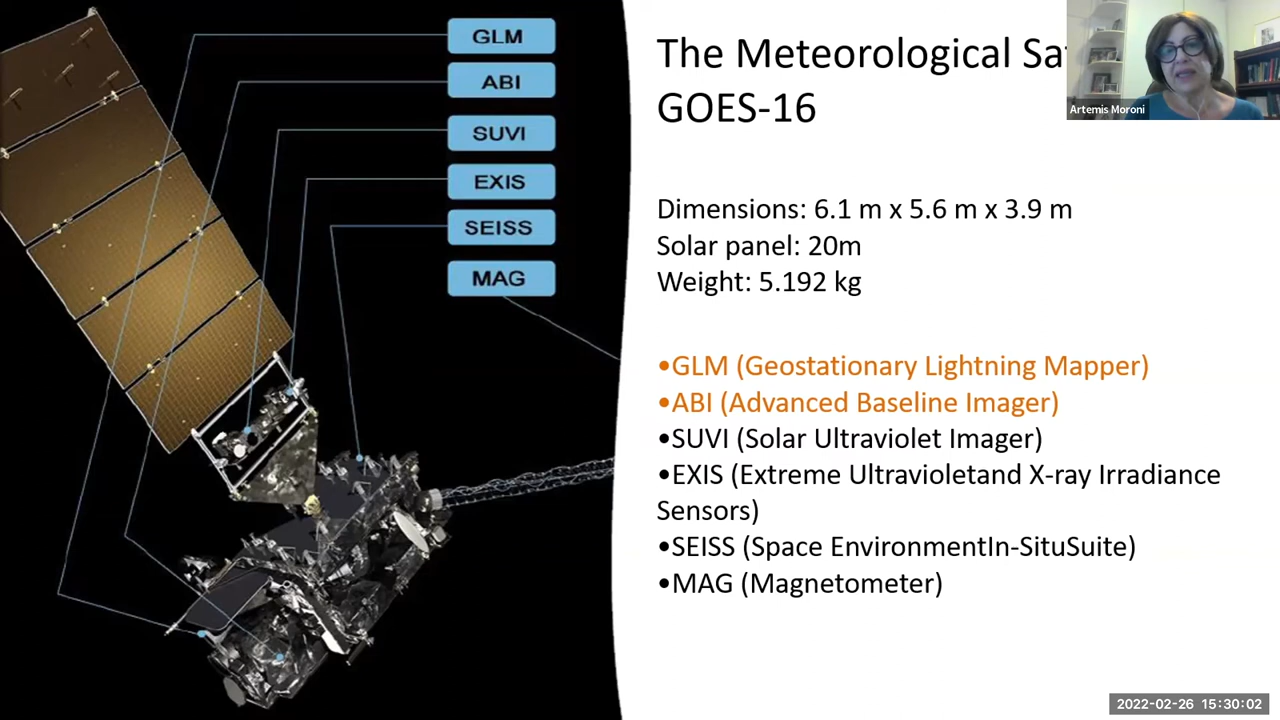 GLM
ABI
SUVI
EXIS
SEISS
MAG
The Meteorological
GOES-16
Artemis Moroni
Dimensions: 6.1 m x 5.6 m x 3.9 m
Solar panel: 20m
Weight: 5.192 kg
•GLM (Geostationary Lightning Mapper)
•ABI (Advanced Baseline Imager)
•SUVI (Solar Ultraviolet Imager)
•EXIS (Extreme Ultravioletand X-ray Irradiance
Sensors)
•SEISS (Space EnvironmentIn-SituSuite)
•MAG (Magnetometer)
2022-02-26 15:30:02